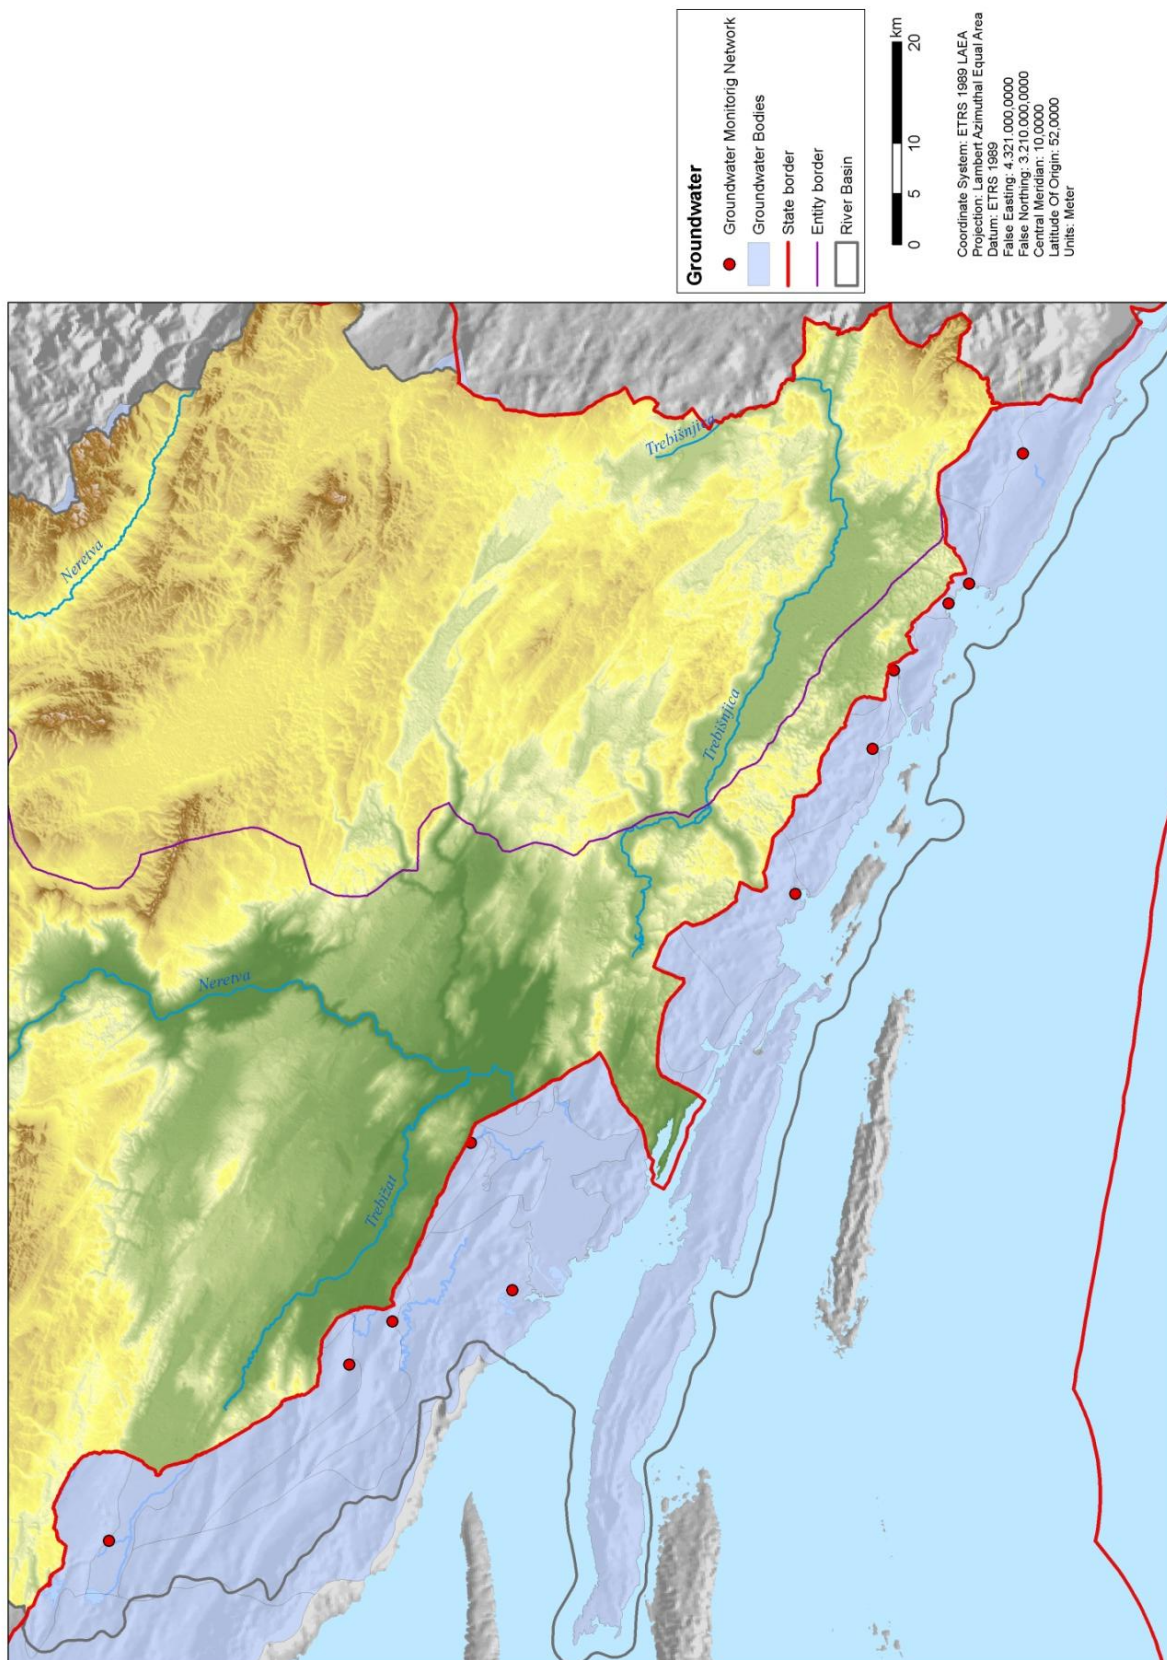 Neretva
Neretva
Trebižat
Trebišnjica
Trebišnjica
Groundwater
Groundwater Monitorig Network
Groundwater Bodies
State border
Entity border
River Basin
0 5 10 20
km
Coordinate System: ETRS 1989 LAEA
Projection: Lambert Azimuthal Equal Area
Datum: ETRS 1989
False Easting: 4.321.000,0000
False Northing: 3.210.000,0000
Central Meridian: 10,0000
Latitude Of Origin: 52,0000
Units: Meter